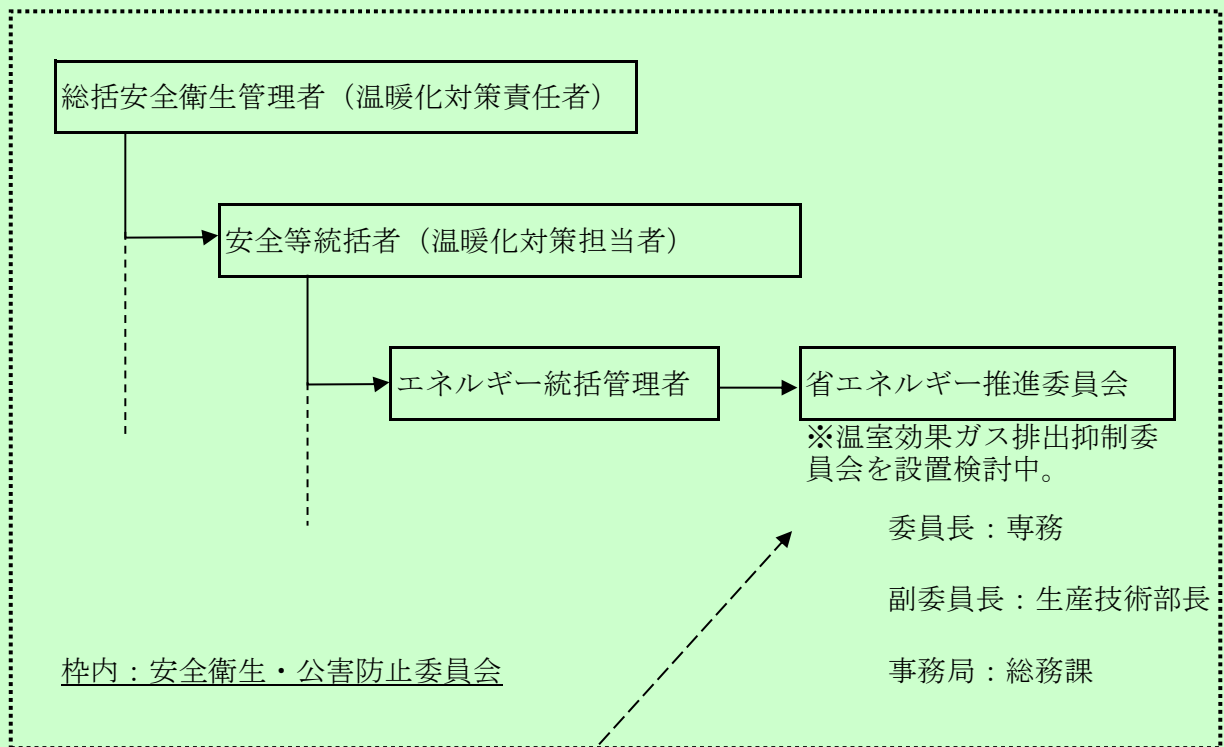 総括安全衛生管理者（温暖化対策責任者）
安全等統括者（温暖化対策担当者）
エネルギー統括管理者
省エネルギー推進委員会
※温室効果ガス排出抑制委
員会を設置検討中。
委員長：専務
副委員長：生産技術部長
枠内：安全衛生・公害防止委員会
事務局：総務課